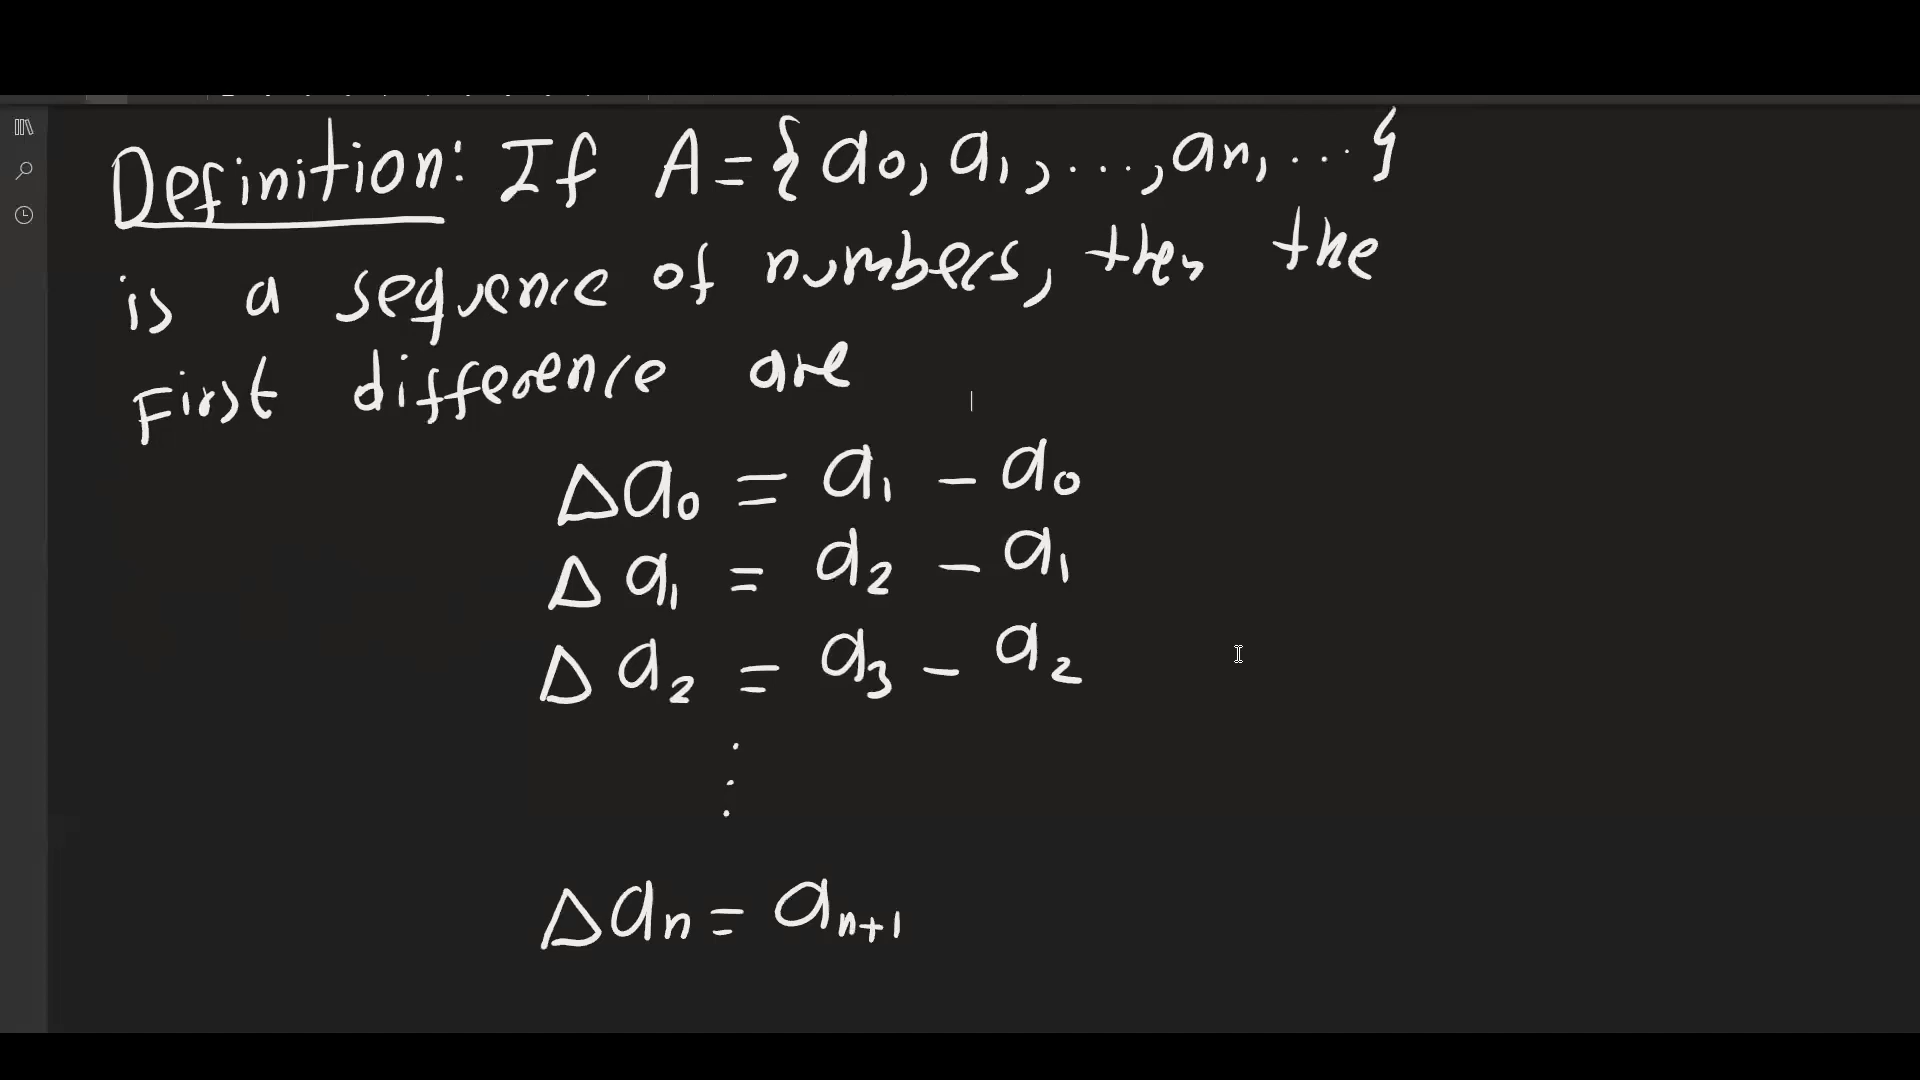 Definition: If A={a₀, a₁, ..., aₙ, ...}
is a sequence of numbers, then the
First difference are
Δa₀ = a₁ - a₀
Δa₁ = a₂ - a₁
Δa₂ = a₃ - a₂
⋮
Δaₙ = aₙ₊₁